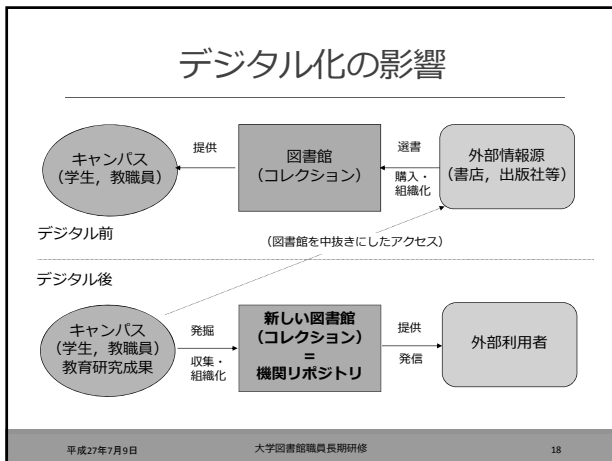 デジタル化の影響
キャンパス
（学生，教職員）
提供
図書館
（コレクション）
選書
購入・
組織化
外部情報源
（書店，出版社等）
デジタル前
（図書館を中抜きにしたアクセス）
デジタル後
キャンパス
（学生，教職員）
教育研究成果
発掘
収集・
組織化
新しい図書館
（コレクション）
＝
機関リポジトリ
提供
発信
外部利用者
平成27年7月9日
大学図書館職員長期研修
18